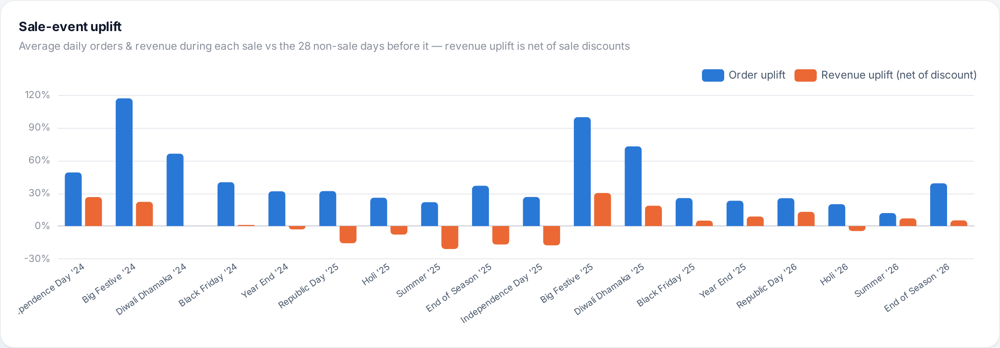 Sale-event uplift
Average daily orders & revenue during each sale vs the 28 non-sale days before it — revenue uplift is net of sale discounts
Order uplift
Revenue uplift (net of discount)
120%
90%
60%
30%
0%
-30%
pendence Day '24
Big Festive '24
Diwali Dhamaka '24
Black Friday '24
Year End '24
Republic Day '25
Holi '25
Summer '25
End of Season '25
Independence Day '25
Big Festive '25
Diwali Dhamaka '25
Black Friday '25
Year End '25
Republic Day '26
Holi '26
Summer '26
End of Season '26